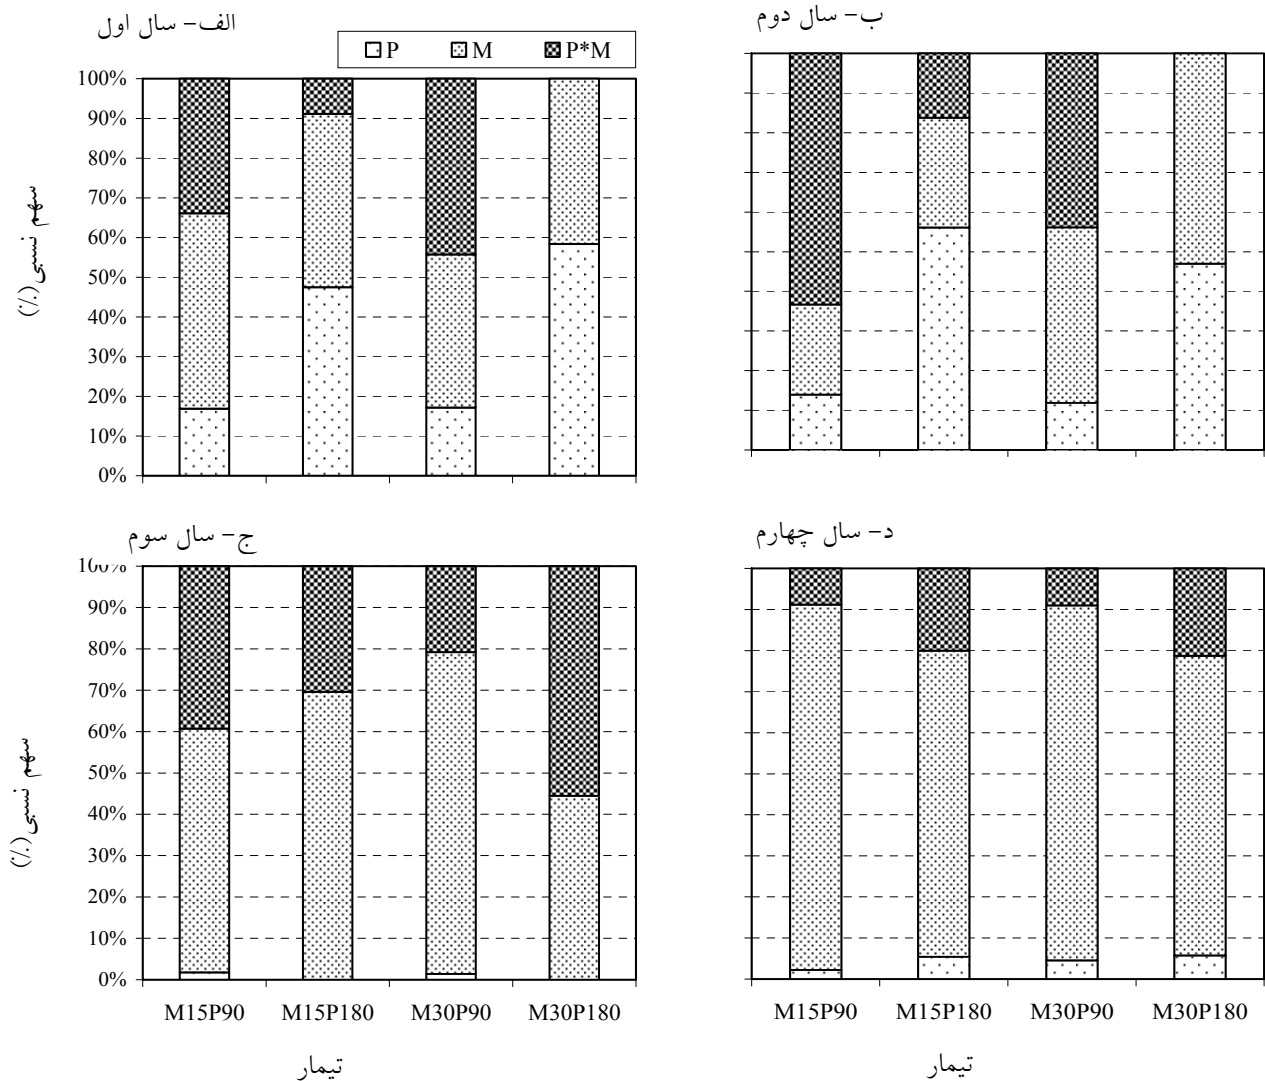 الف- سال اول
ب- سال دوم
P M P*M
100%
90%
80%
70%
60%
50%
40%
30%
20%
10%
0%
سهم نسبی(٪)
ج- سال سوم
د- سال چهارم
100%
90%
80%
70%
60%
50%
40%
30%
20%
10%
0%
سهم نسبی(٪)
M15P90 M15P180 M30P90 M30P180
M15P90 M15P180 M30P90 M30P180
تیمار
تیمار